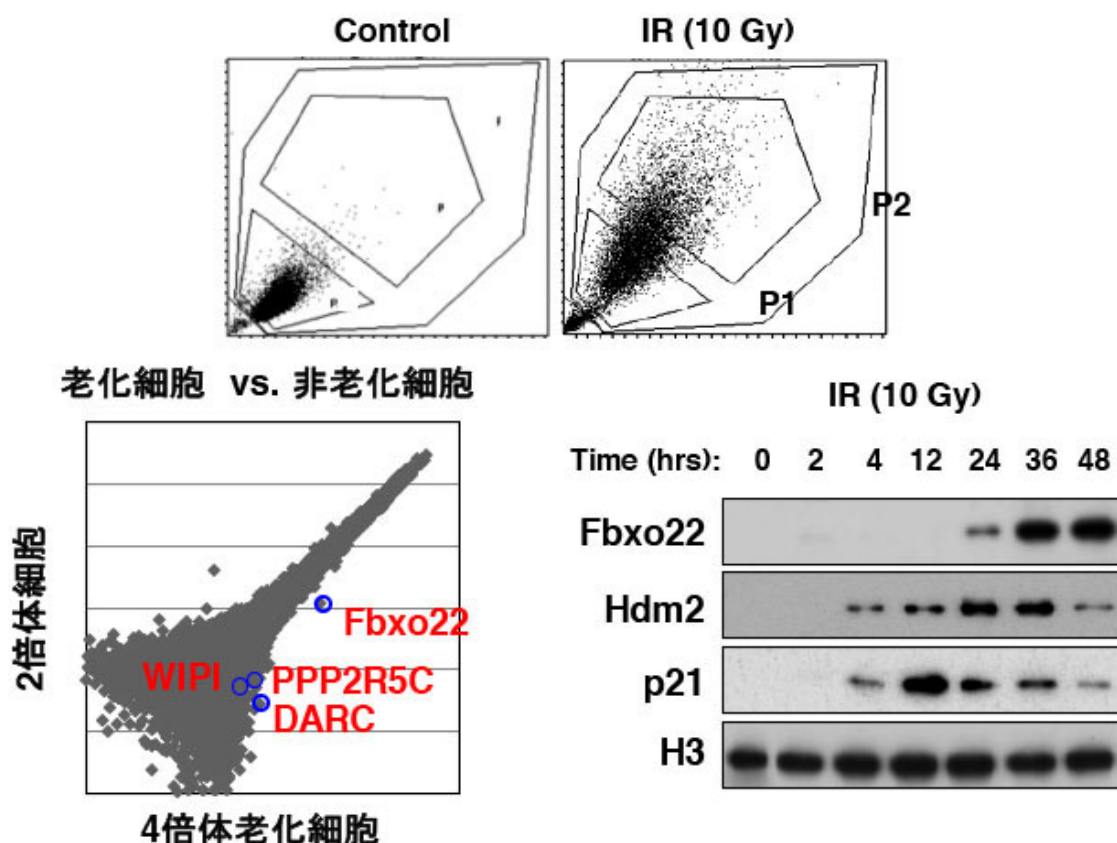 Control
IR (10 Gy)
P2
P1
老化細胞 vs. 非老化細胞
2倍体細胞
Fbxo22
WIPI
PPP2R5C
DARC
4倍体老化細胞
IR (10 Gy)
Time (hrs): 0 2 4 12 24 36 48
Fbxo22
Hdm2
p21
H3